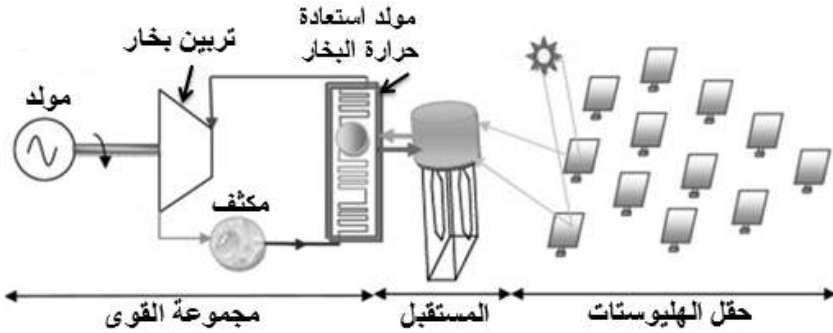 مولد استعادة
حرارة البخار
تربين بخار
مولد
مكثف
حقل الهليوستات
المستقبل
مجموعة القوى